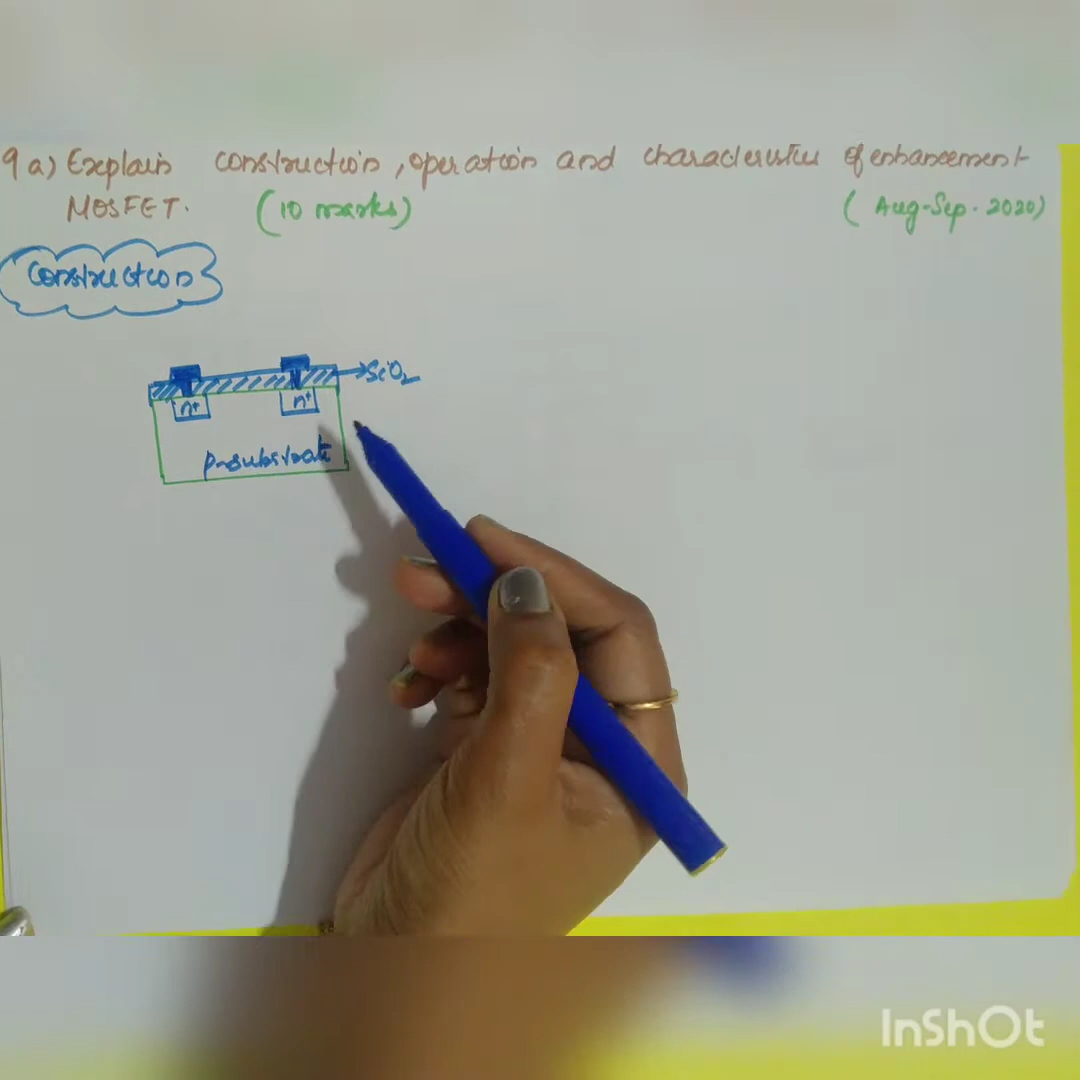 9 a) Explain construction, operation and characteristics of enhancement
MOSFET. (10 marks) (Aug-Sep. 2020)
Construction
SiO2
n+ n+
p-substrate
InShOt